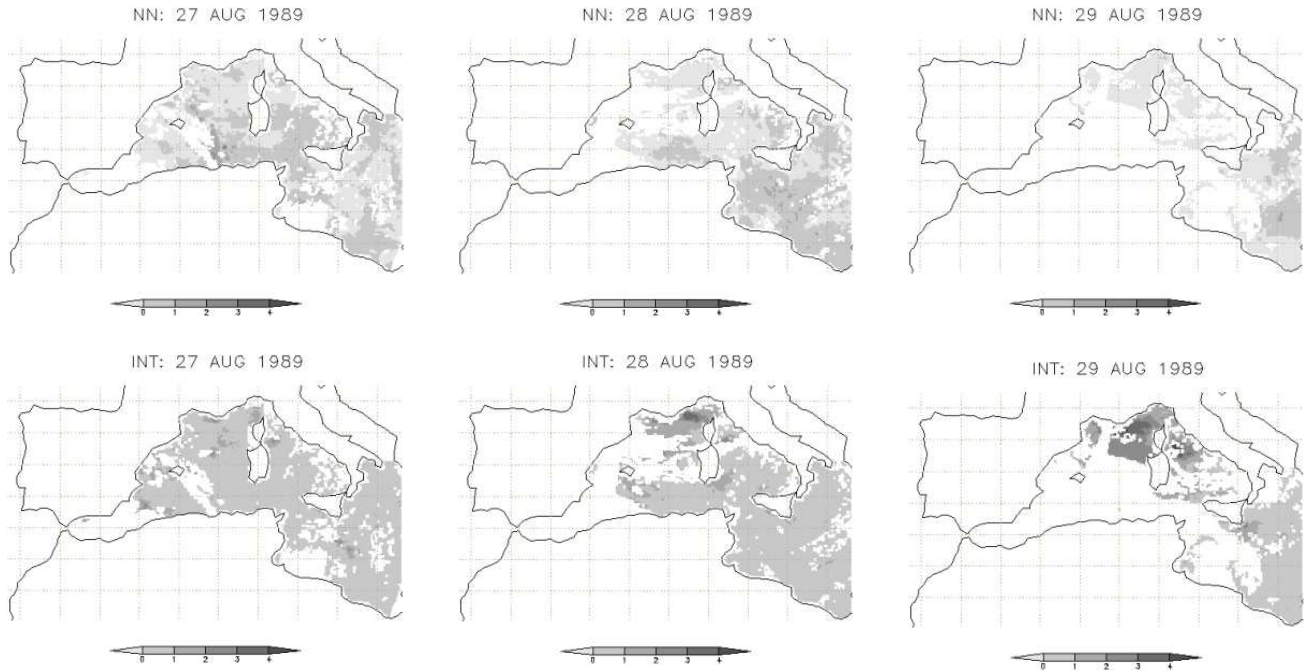 NN: 27 AUG 1989
NN: 28 AUG 1989
NN: 29 AUG 1989
0 1 2 3 4
0 1 2 3 4
0 1 2 3 4
INT: 27 AUG 1989
INT: 28 AUG 1989
INT: 29 AUG 1989
0 1 2 3 4
0 1 2 3 4
0 1 2 3 4